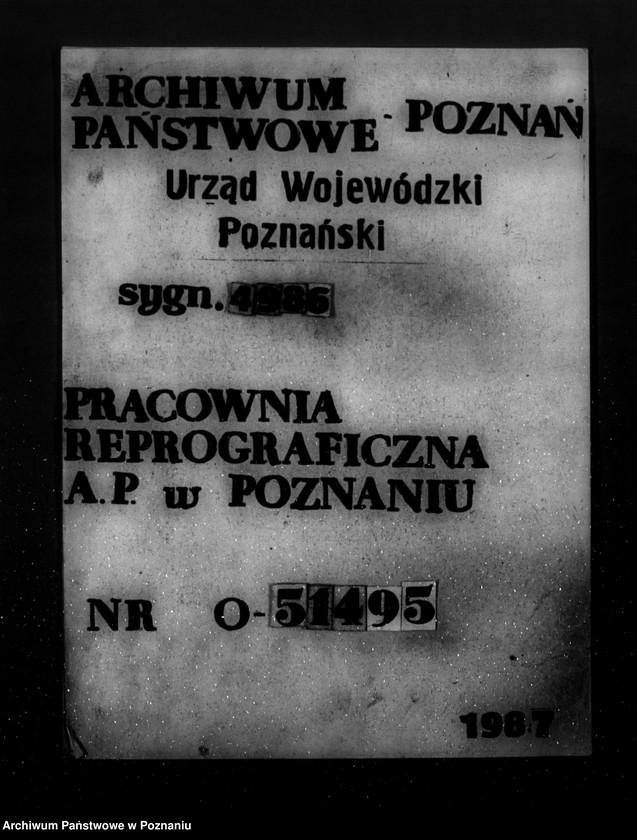 ARCHIWUM
PAŃSTWOWE - POZNAŃ
Urząd Wojewódzki
Poznański
sygn. 4986
PRACOWNIA
REPROGRAFICZNA
A.P. w POZNANIU
NR O-51495
1987
Archiwum Państwowe w Poznaniu